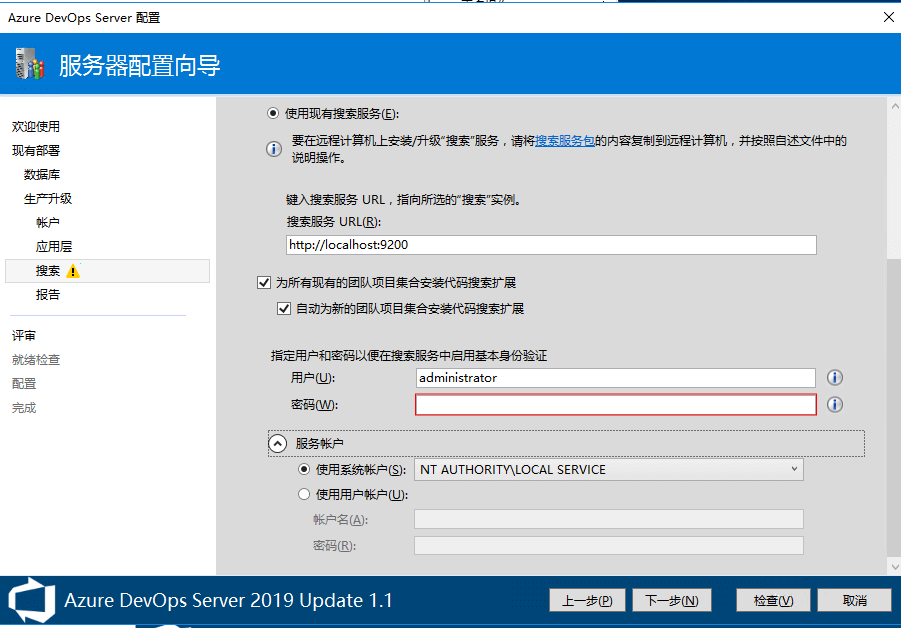 Azure DevOps Server 配置
服务器配置向导
欢迎使用
现有部署
数据库
生产升级
帐户
应用层
搜索
报告
评审
就绪检查
配置
完成
使用现有搜索服务(E):
要在远程计算机上安装/升级"搜索"服务，请将搜索服务包的内容复制到远程计算机，并按照自述文件中的
说明操作。
键入搜索服务 URL，指向所选的"搜索"实例。
搜索服务 URL(R):
http://localhost:9200
为所有现有的团队项目集合安装代码搜索扩展
自动为新的团队项目集合安装代码搜索扩展
指定用户和密码以便在搜索服务中启用基本身份验证
用户(U): administrator
密码(W):
服务帐户
使用系统帐户(S): NT AUTHORITY\LOCAL SERVICE
使用用户帐户(U):
帐户名(A):
密码(R):
Azure DevOps Server 2019 Update 1.1
上一步(P) 下一步(N) 检查(V) 取消